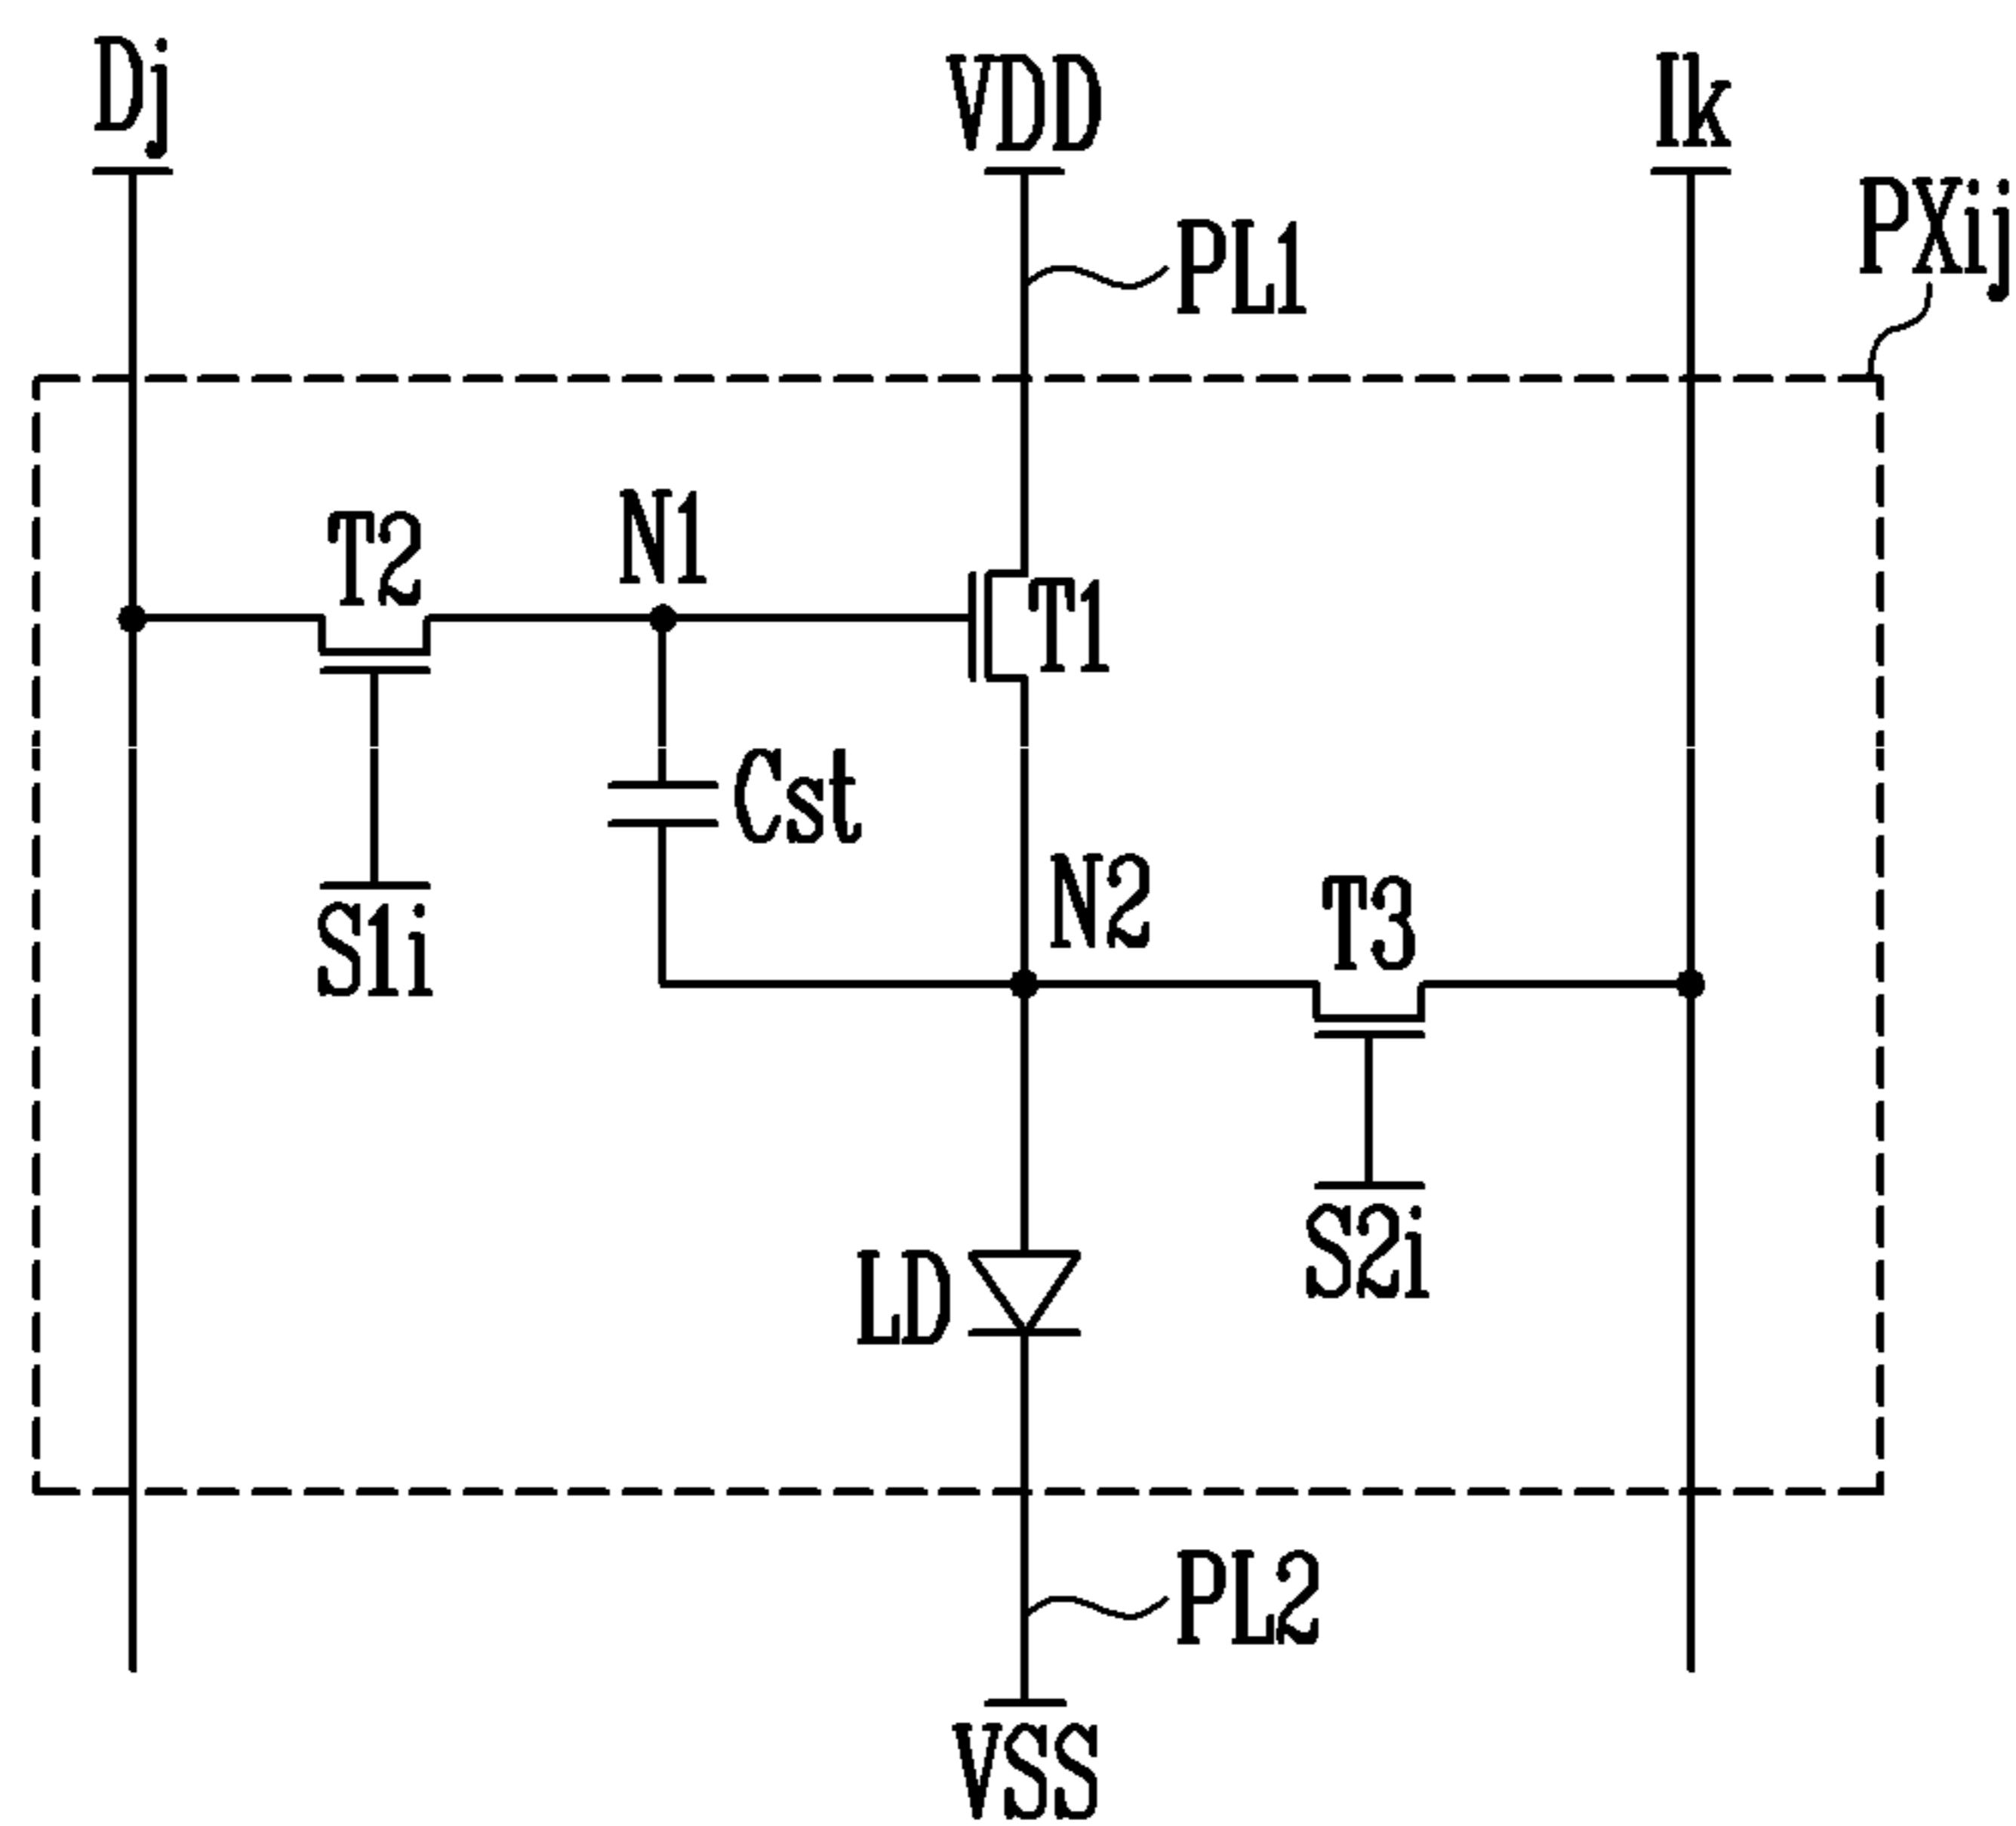 Dj
VDD
Ik
PXij
PL1
T2
N1
T1
Cst
N2
T3
S1i
S2i
LD
PL2
VSS